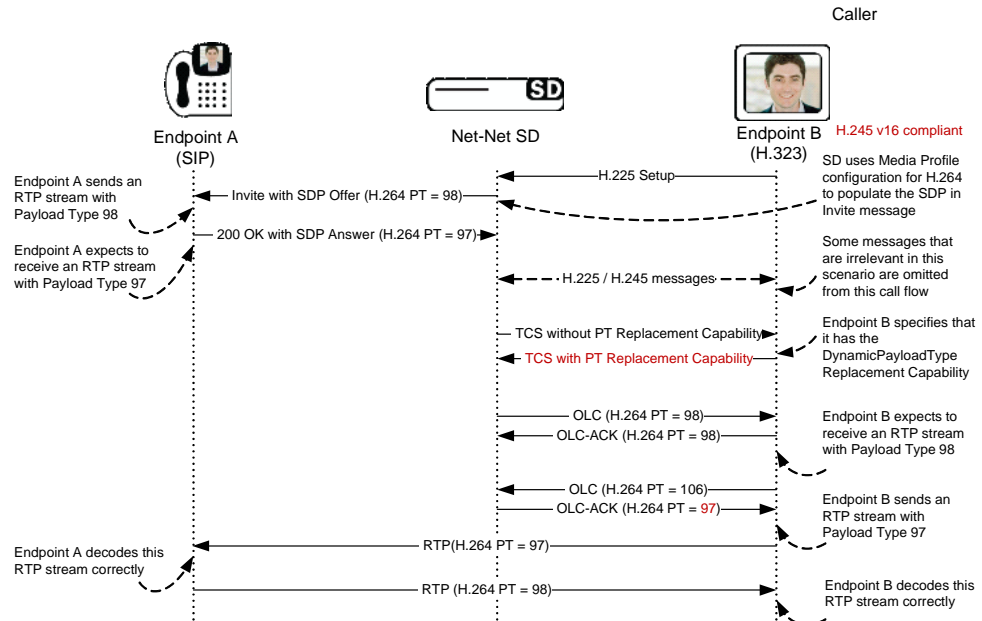 Caller
SD
Endpoint A
(SIP)
Net-Net SD
Endpoint B
(H.323)
H.245 v16 compliant
Endpoint A sends an
RTP stream with
Payload Type 98
H.225 Setup
Invite with SDP Offer (H.264 PT = 98)
SD uses Media Profile
configuration for H.264
to populate the SDP in
Invite message
200 OK with SDP Answer (H.264 PT = 97)
Endpoint A expects to
receive an RTP stream
with Payload Type 97
H.225 / H.245 messages
Some messages that
are irrelevant in this
scenario are omitted
from this call flow
TCS without PT Replacement Capability
TCS with PT Replacement Capability
Endpoint B specifies that
it has the
DynamicPayloadType
Replacement Capability
OLC (H.264 PT = 98)
OLC-ACK (H.264 PT = 98)
Endpoint B expects to
receive an RTP stream
with Payload Type 98
OLC (H.264 PT = 106)
OLC-ACK (H.264 PT = 97)
Endpoint B sends an
RTP stream with
Payload Type 97
RTP(H.264 PT = 97)
Endpoint A decodes this
RTP stream correctly
RTP (H.264 PT = 98)
Endpoint B decodes this
RTP stream correctly